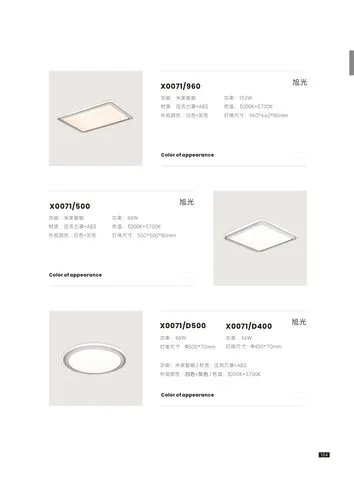 X0071/960
旭光
功能：米家智能
功率：132W
材质：压克力罩+ABS
色温：3000K+5700K
外观颜色：白色+灰色
灯体尺寸：960*660*80mm
Color of appearance
X0071/500
旭光
功能：米家智能
功率：48W
材质：压克力罩+ABS
色温：3000K+5700K
外观颜色：白色+灰色
灯体尺寸：500*500*80mm
Color of appearance
X0071/D500
X0071/D400
旭光
功率：48W
功率：36W
灯体尺寸：Φ500*70mm
灯体尺寸：Φ400*70mm
功能：米家智能 / 材质：压克力罩+ABS
外观颜色：白色+灰色 / 色温：3000K+5700K
Color of appearance
184